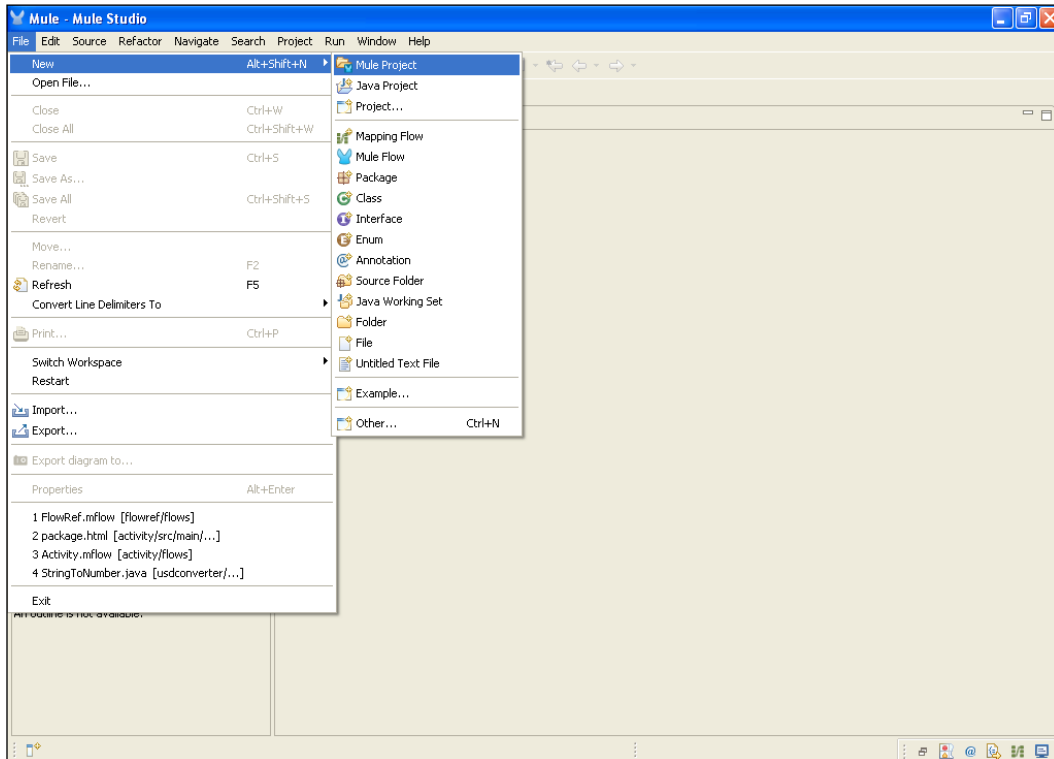 Mule - Mule Studio
File Edit Source Refactor Navigate Search Project Run Window Help
New Alt+Shift+N
Open File...
Close Ctrl+W
Close All Ctrl+Shift+W
Save Ctrl+S
Save As...
Save All Ctrl+Shift+S
Revert
Move...
Rename... F2
Refresh F5
Convert Line Delimiters To
Print... Ctrl+P
Switch Workspace
Restart
Import...
Export...
Export diagram to...
Properties Alt+Enter
1 FlowRef.mflow [flowref/flows]
2 package.html [activity/src/main/...]
3 Activity.mflow [activity/flows]
4 StringToNumber.java [usdconverter/...]
Exit
Mule Project
Java Project
Project...
Mapping Flow
Mule Flow
Package
Class
Interface
Enum
Annotation
Source Folder
Java Working Set
Folder
File
Untitled Text File
Example...
Other... Ctrl+N
An outline is not available.